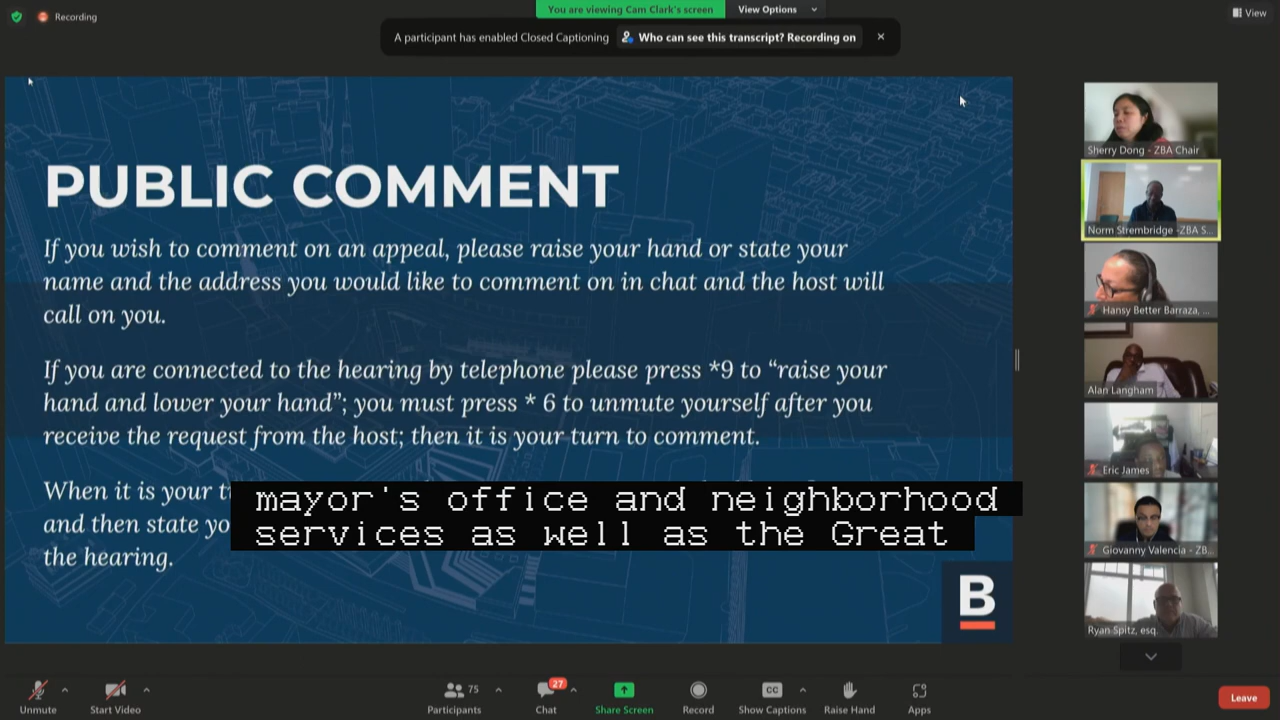 Recording
You are viewing Cam Clark's screen
View Options
View
A participant has enabled Closed Captioning
Who can see this transcript? Recording on
PUBLIC COMMENT
If you wish to comment on an appeal, please raise your hand or state your
name and the address you would like to comment on in chat and the host will
call on you.
If you are connected to the hearing by telephone please press *9 to “raise your
hand and lower your hand”; you must press * 6 to unmute yourself after you
receive the request from the host; then it is your turn to comment.
When it is your
and then state
the hearing.
mayor's office and neighborhood
services as well as the Great
B
Sherry Dong - ZBA Chair
Norm Strembridge -ZBA S...
Hansy Better Barraza, ...
Alan Langham
Eric James
Giovanny Valencia - ZB...
Ryan Spitz, esq.
Unmute
Start Video
75
Participants
27
Chat
Share Screen
Record
CC
Show Captions
Raise Hand
Apps
Leave